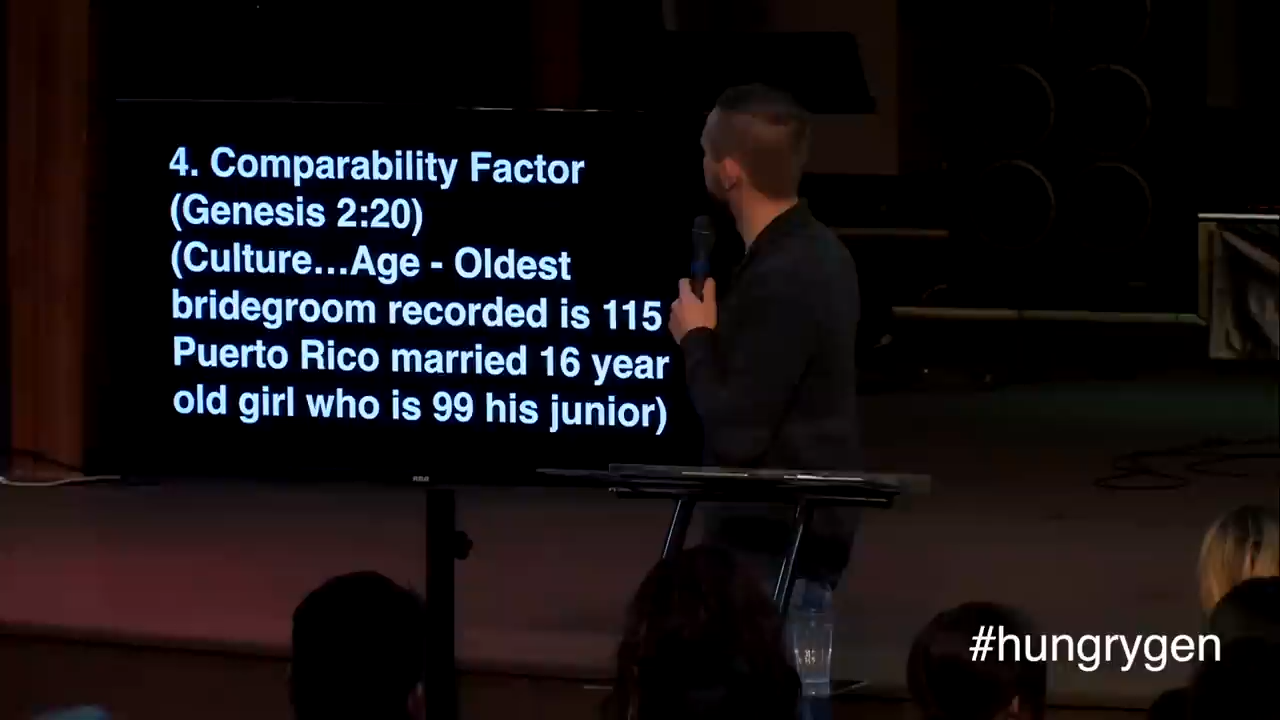 4. Comparability Factor
(Genesis 2:20)
(Culture...Age - Oldest
bridegroom recorded is 115
Puerto Rico married 16 year
old girl who is 99 his junior)
RCA
#hungrygen